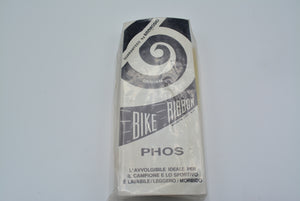 BIKE RIBBON
PHOS
L'AVVOLGIBILE IDEALE PER
IL CAMPIONE E LO SPORTIVO
È LAVABILE/LEGGERO/MORBIDO